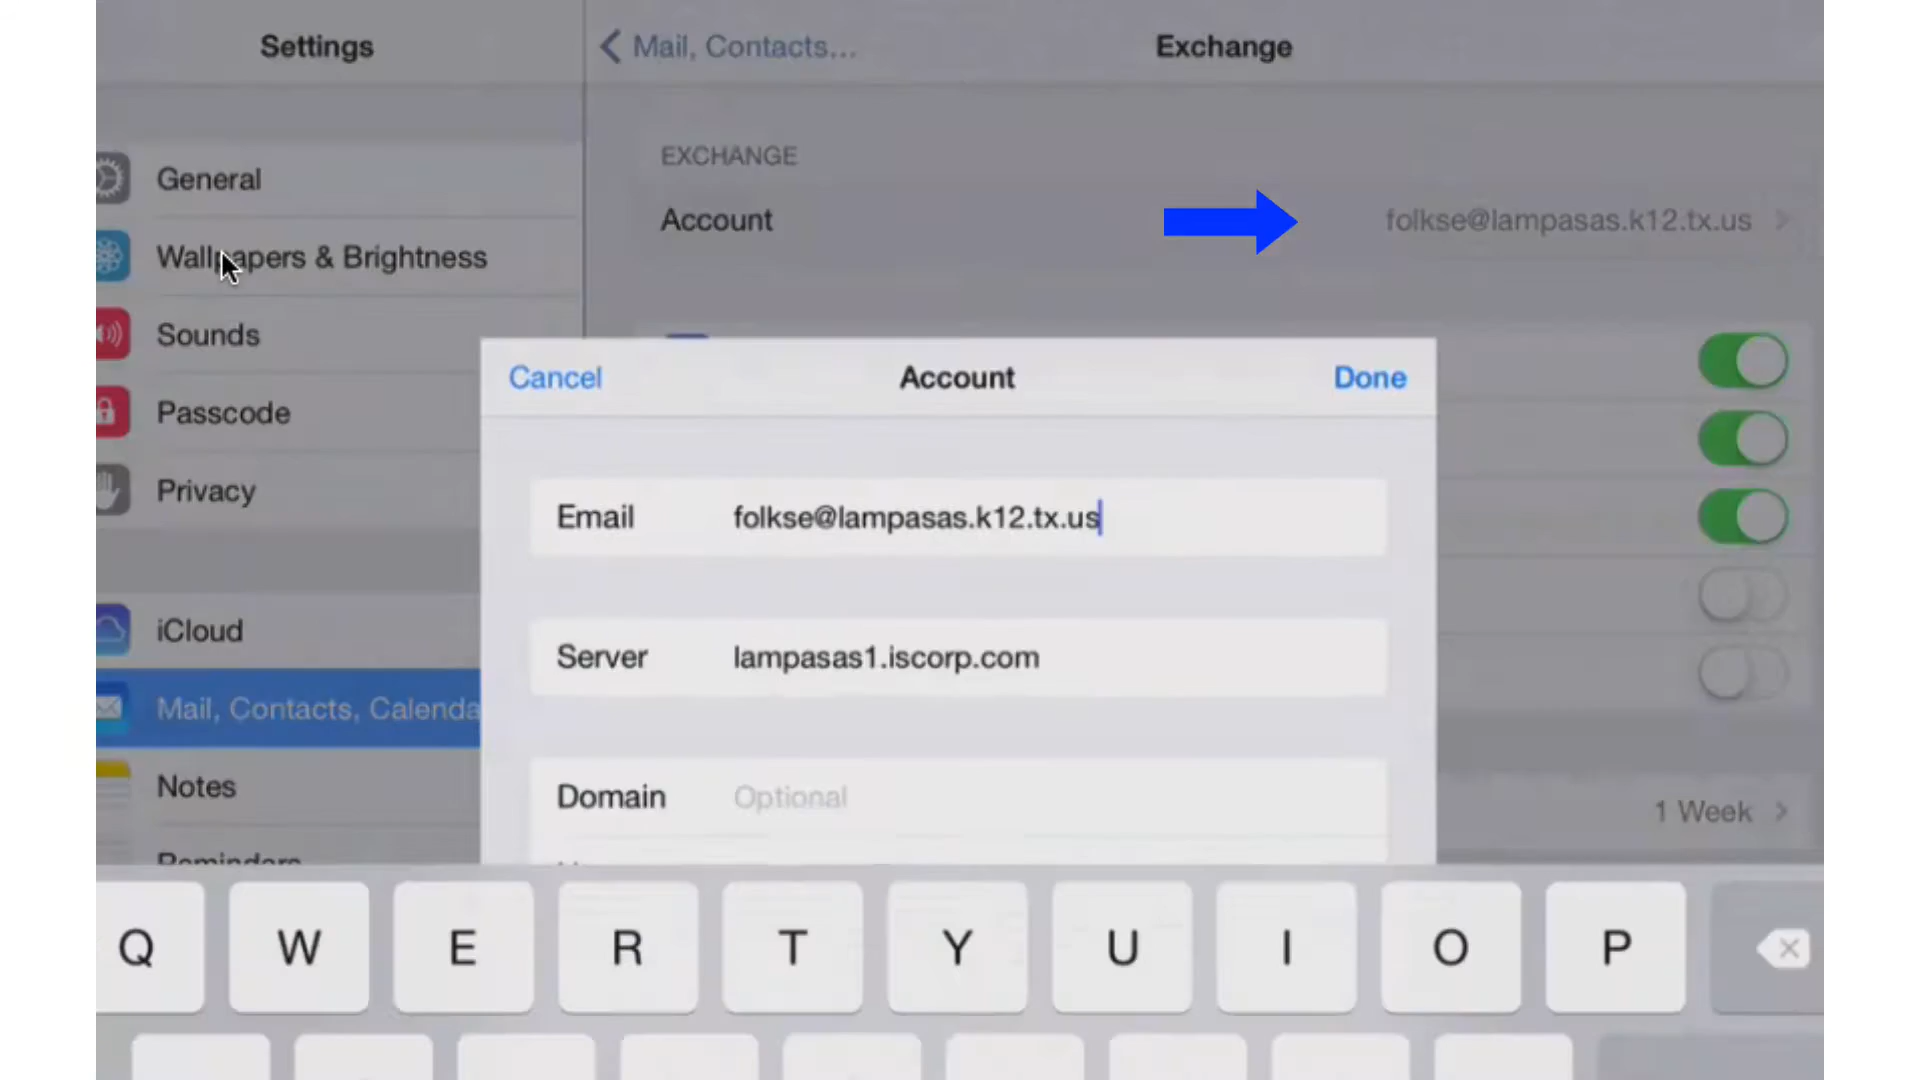 Settings
Mail, Contacts...
Exchange
General
Wallpapers & Brightness
Sounds
Passcode
Privacy
iCloud
Mail, Contacts, Calenda
Notes
Reminders
EXCHANGE
Account folkse@lampasas.k12.tx.us
1 Week
Cancel Account Done
Email folkse@lampasas.k12.tx.us
Server lampasas1.iscorp.com
Domain Optional
Q W E R T Y U I O P